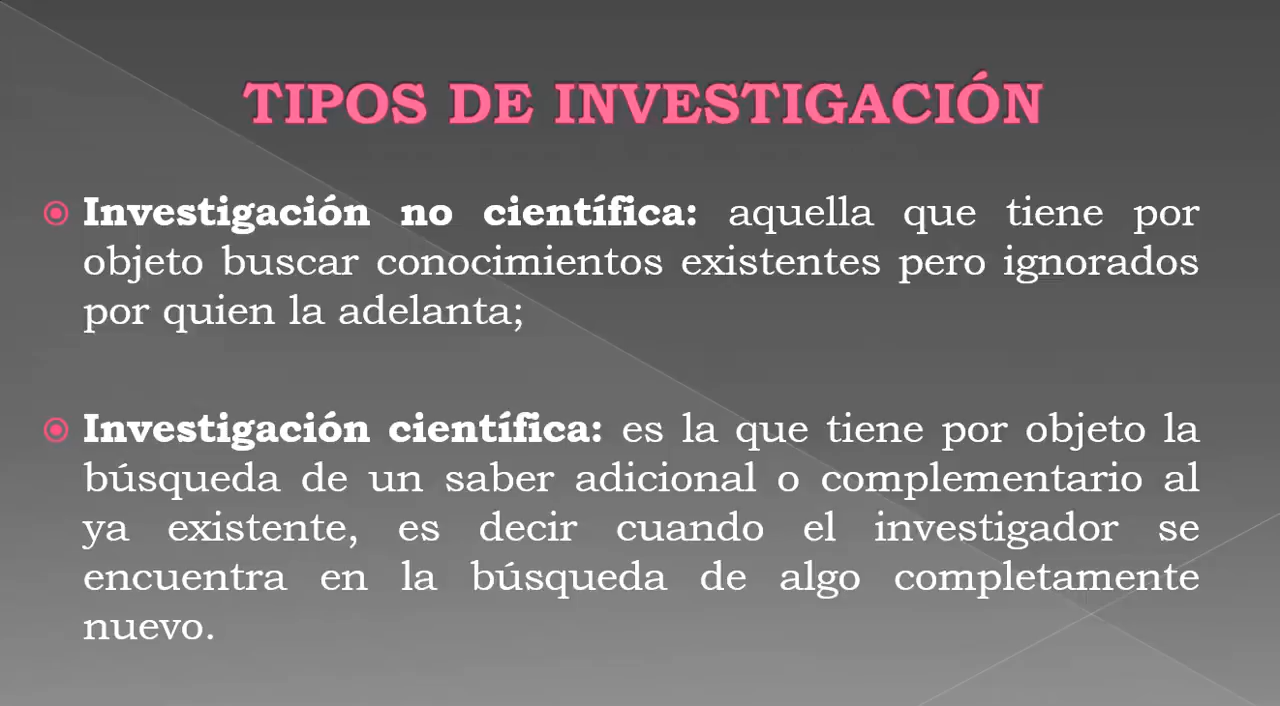 TIPOS DE INVESTIGACIÓN
Investigación no científica: aquella que tiene por
objeto buscar conocimientos existentes pero ignorados
por quien la adelanta;
Investigación científica: es la que tiene por objeto la
búsqueda de un saber adicional o complementario al
ya existente, es decir cuando el investigador se
encuentra en la búsqueda de algo completamente
nuevo.